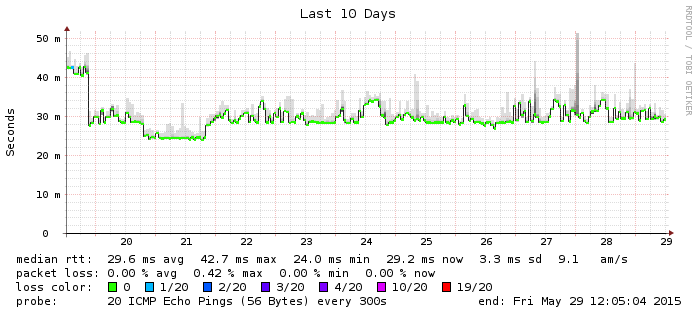 Last 10 Days
RRDTOOL / TOBI OETIKER
Seconds
50 m
40 m
30 m
20 m
10 m
0
20 21 22 23 24 25 26 27 28 29
median rtt: 29.6 ms avg 42.7 ms max 24.0 ms min 29.2 ms now 3.3 ms sd 9.1 am/s
packet loss: 0.00 % avg 0.42 % max 0.00 % min 0.00 % now
loss color: 0 1/20 2/20 3/20 4/20 10/20 19/20
probe: 20 ICMP Echo Pings (56 Bytes) every 300s end: Fri May 29 12:05:04 2015